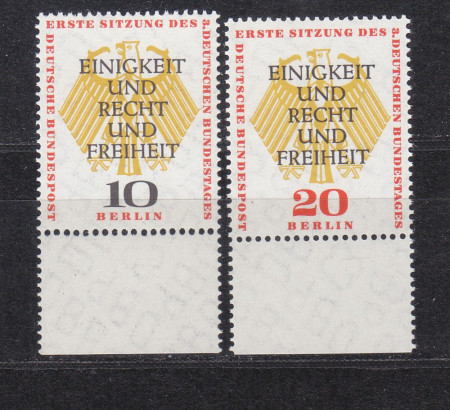 DEUTSCHE BUNDESPOST
ERSTE SITZUNG DES
3. DEUTSCHEN BUNDESTAGES
EINIGKEIT
UND
RECHT
UND
FREIHEIT
10
BERLIN
DEUTSCHE BUNDESPOST
ERSTE SITZUNG DES
3. DEUTSCHEN BUNDESTAGES
EINIGKEIT
UND
RECHT
UND
FREIHEIT
20
BERLIN